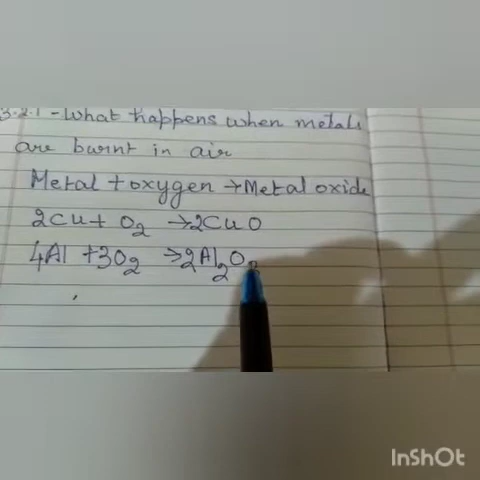 3.2.1 - What happens when metals
are burnt in air
Metal + oxygen → Metal oxide
2Cu + O2 → 2CuO
4Al + 3O2 → 2Al2O
InShOt